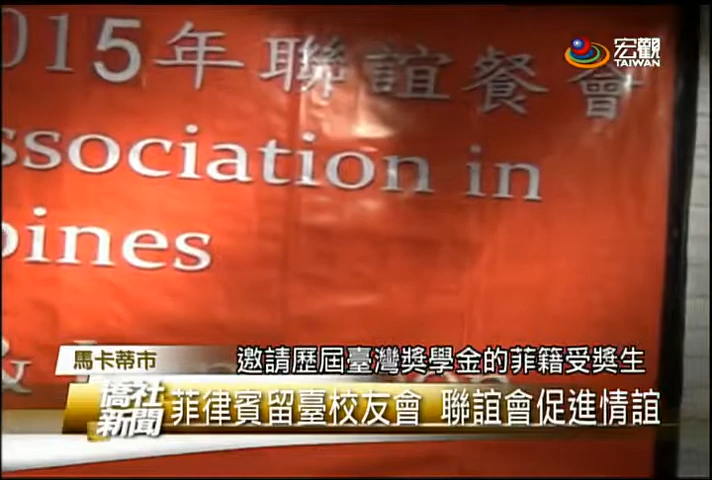 2015年聯誼餐會
ssociation in
pines
&
宏觀
TAIWAN
馬卡蒂市
邀請歷屆臺灣獎學金的菲籍受獎生
僑社新聞
菲律賓留臺校友會 聯誼會促進情誼